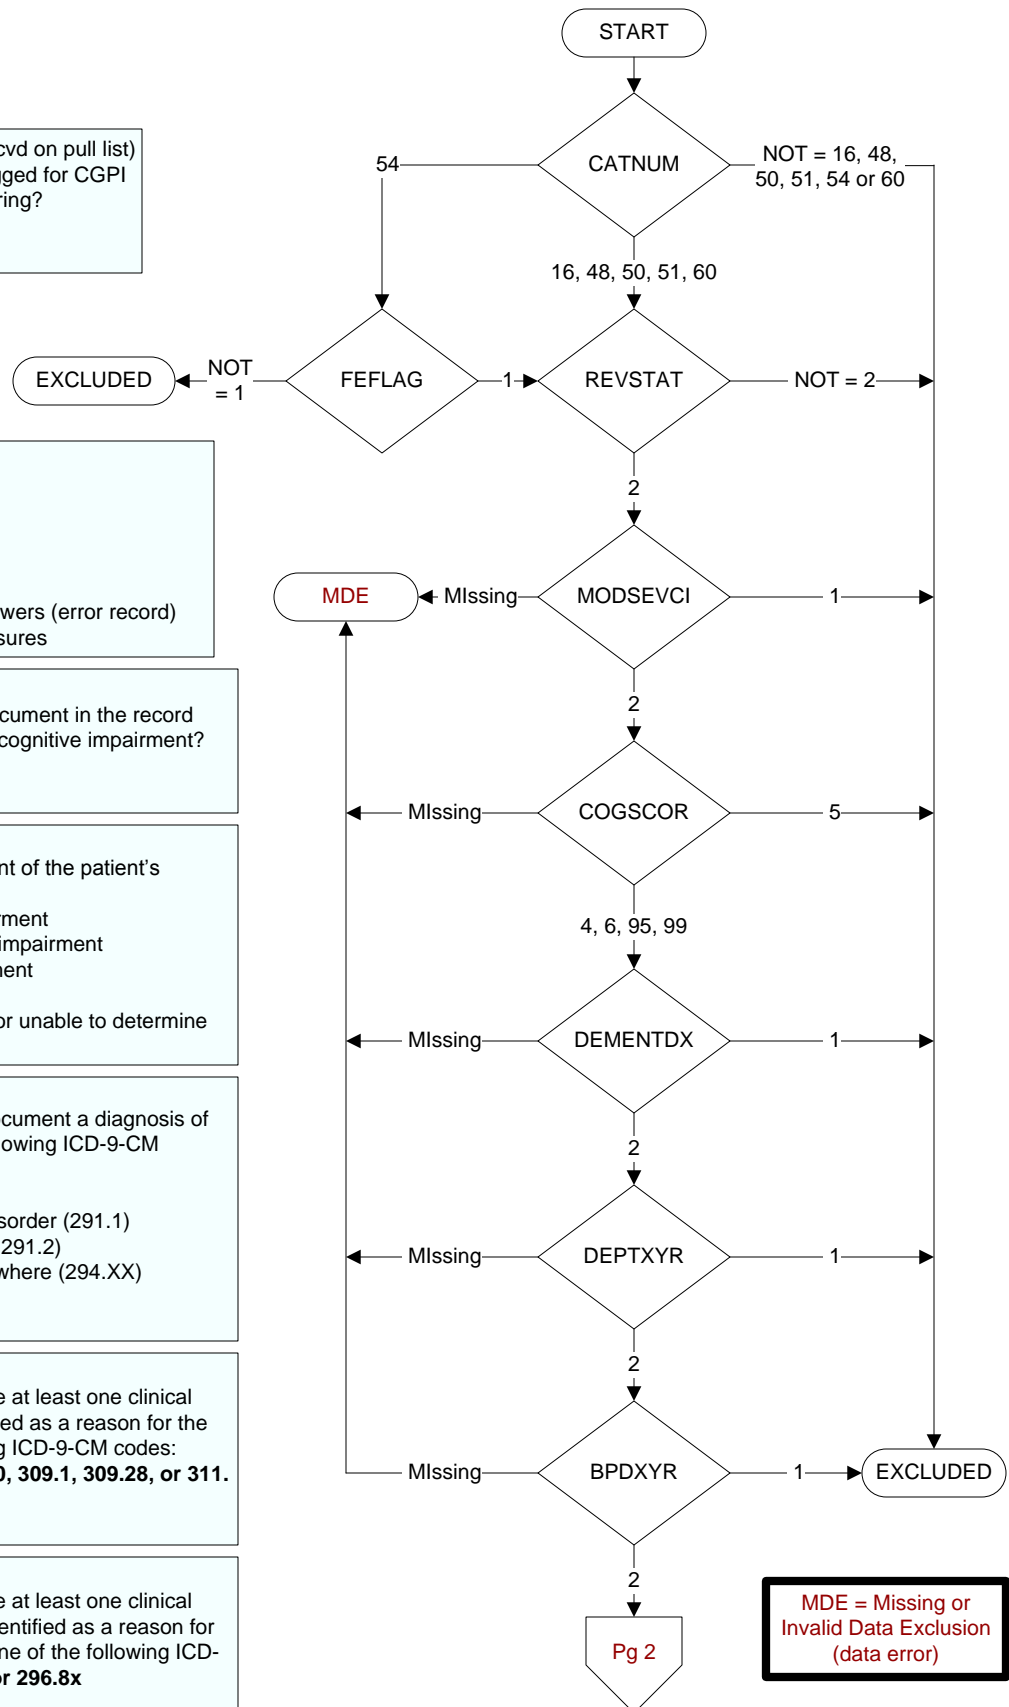 START
cvd on pull list)
gged for CGPI
ring?
54
CATNUM
NOT = 16, 48,
50, 51, 54 or 60
16, 48, 50, 51, 60
EXCLUDED
NOT
= 1
FEFLAG
1
REVSTAT
NOT = 2
2
wers (error record)
sures
MDE
MIssing
MODSEVCI
1
2
cument in the record
cognitive impairment?
MIssing
COGSCOR
5
4, 6, 95, 99
nt of the patient's
rment
impairment
nent
or unable to determine
MIssing
DEMENTDX
1
2
ocument a diagnosis of
lowing ICD-9-CM
sorder (291.1)
291.2)
where (294.XX)
MIssing
DEPTXYR
1
2
e at least one clinical
ed as a reason for the
g ICD-9-CM codes:
0, 309.1, 309.28, or 311.
MIssing
BPDXYR
1
EXCLUDED
2
e at least one clinical
entified as a reason for
ne of the following ICD-
or 296.8x
Pg 2
MDE = Missing or
Invalid Data Exclusion
(data error)